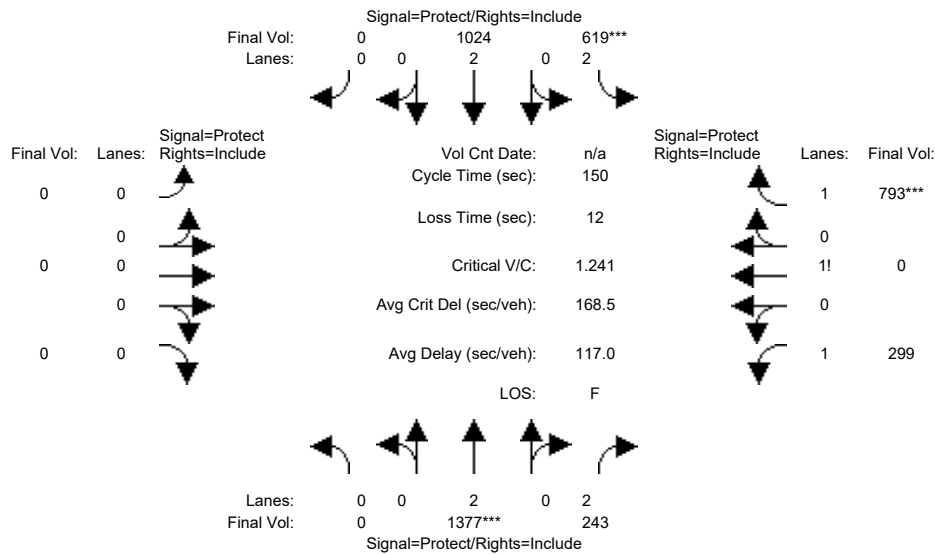 Signal=Protect/Rights=Include
Final Vol: 0 1024 619***
Lanes: 0 0 2 0 2
Signal=Protect
Final Vol: Lanes: Rights=Include
Vol Cnt Date: n/a
Signal=Protect
Rights=Include Lanes: Final Vol:
Cycle Time (sec): 150
0 0
1 793***
Loss Time (sec): 12
0
0
0 0
Critical V/C: 1.241
1! 0
0
Avg Crit Del (sec/veh): 168.5
0
0 0
Avg Delay (sec/veh): 117.0
1 299
LOS: F
Lanes: 0 0 2 0 2
Final Vol: 0 1377*** 243
Signal=Protect/Rights=Include